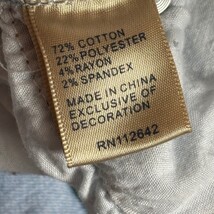 72% COTTON
22% POLYESTER
4% RAYON
2% SPANDEX
MADE IN CHINA
EXCLUSIVE OF
DECORATION
RN112642